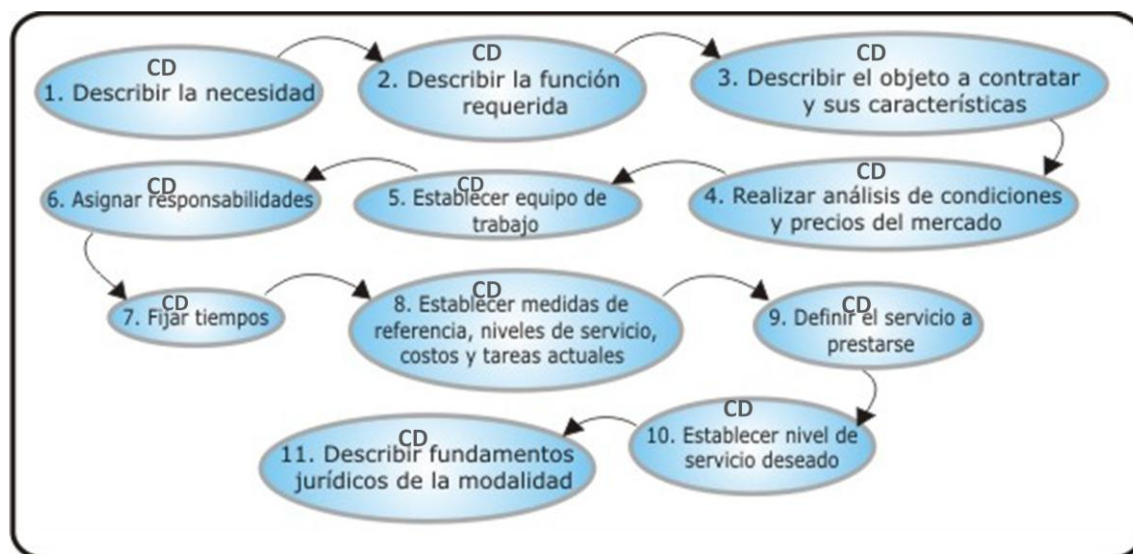 CD
1. Describir la necesidad
CD
2. Describir la función
requerida
CD
3. Describir el objeto a contratar
y sus características
CD
4. Realizar análisis de condiciones
y precios del mercado
CD
5. Establecer equipo de
trabajo
CD
6. Asignar responsabilidades
CD
7. Fijar tiempos
CD
8. Establecer medidas de
referencia, niveles de servicio,
costos y tareas actuales
CD
9. Definir el servicio a
prestarse
CD
10. Establecer nivel de
servicio deseado
CD
11. Describir fundamentos
jurídicos de la modalidad